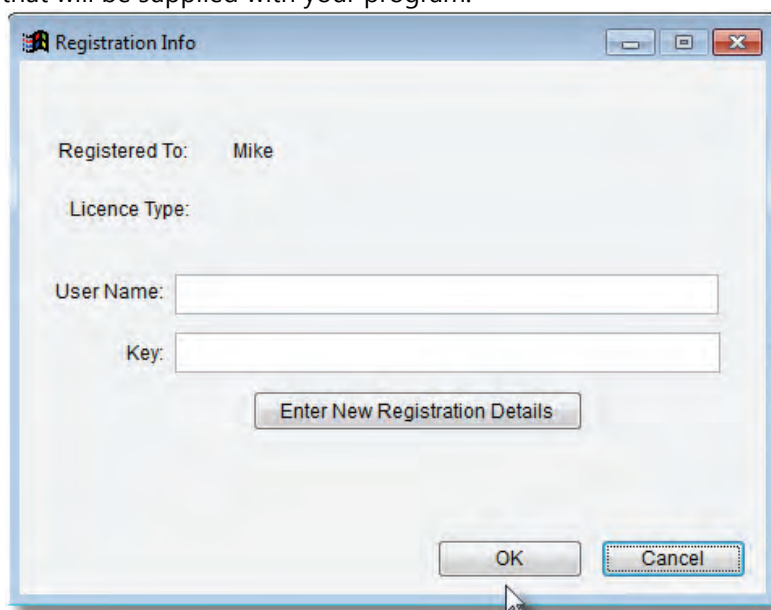 that will be supplied with your program.
Registration Info
Registered To: Mike
Licence Type:
User Name:
Key:
Enter New Registration Details
OK Cancel